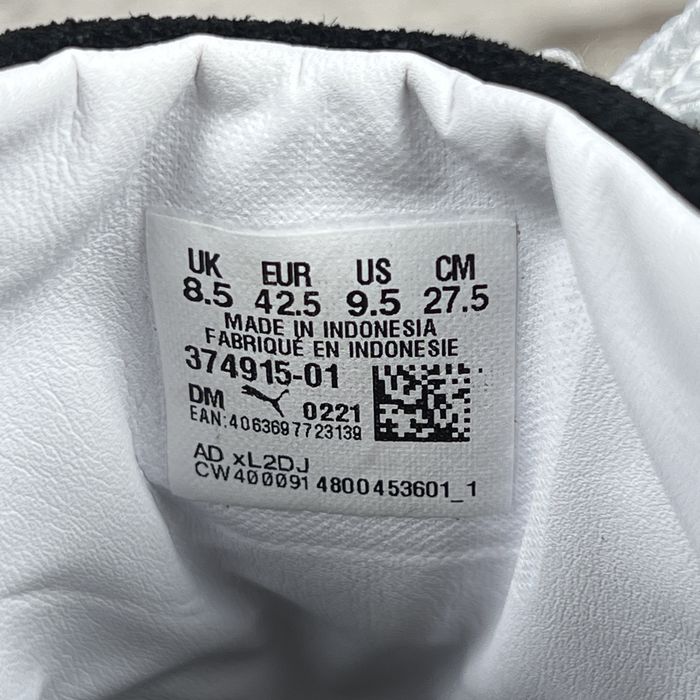 UK EUR US CM
8.5 42.5 9.5 27.5
MADE IN INDONESIA
FABRIQUÉ EN INDONESIE
374915-01
DM 0221
EAN:4063697723139
AD xL2DJ
CW400091 4800453601_1